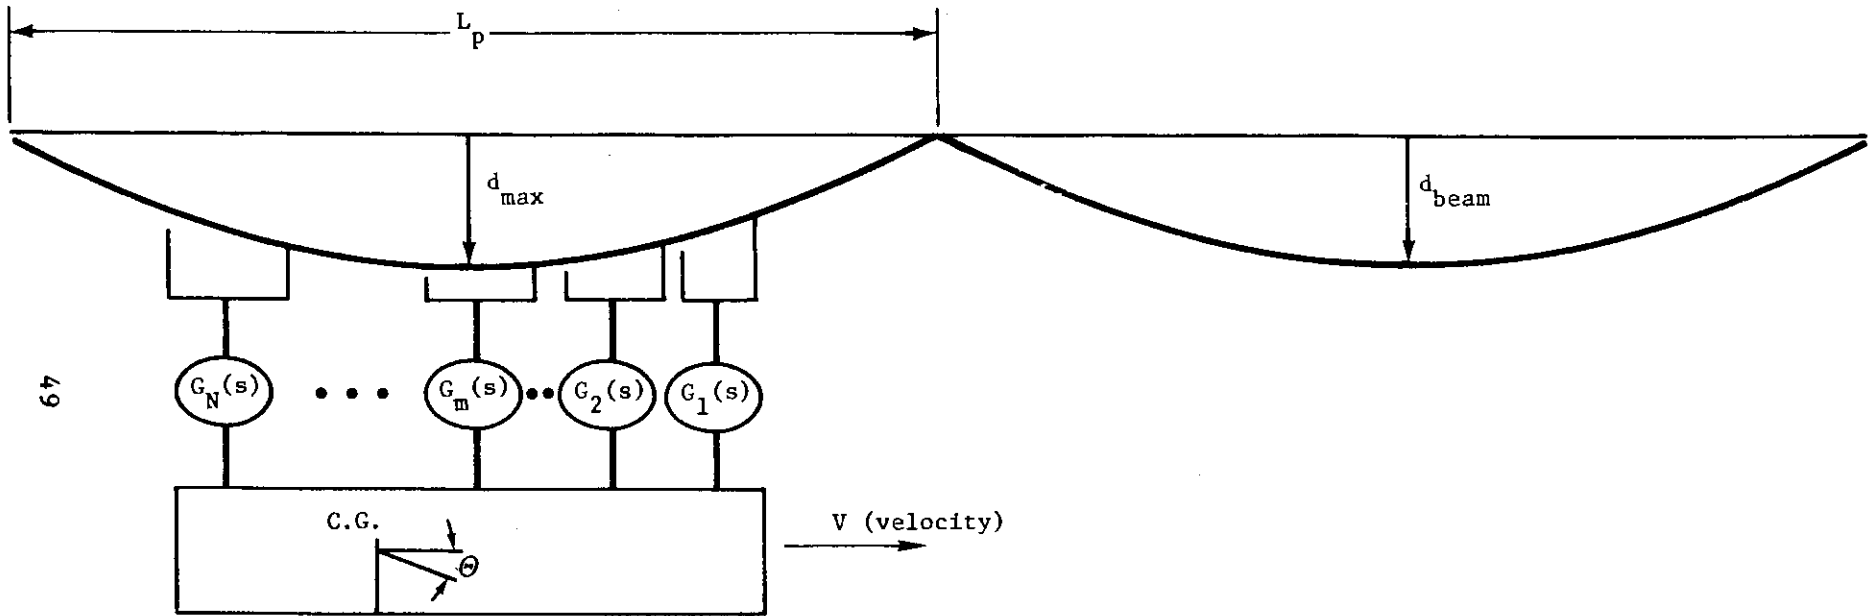 L_p
d_max
d_beam
G_N(s) • • • G_m(s) •• G_2(s) G_1(s)
49
C.G.
V (velocity)
Θ